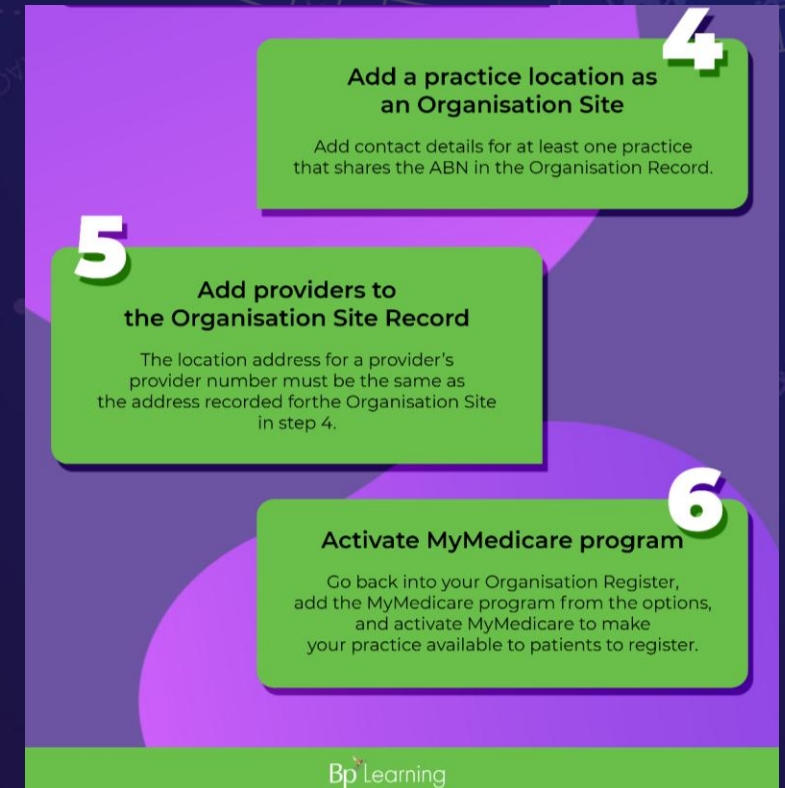 4
Add a practice location as
an Organisation Site
Add contact details for at least one practice
that shares the ABN in the Organisation Record.
5
Add providers to
the Organisation Site Record
The location address for a provider's
provider number must be the same as
the address recorded forthe Organisation Site
in step 4.
6
Activate MyMedicare program
Go back into your Organisation Register,
add the MyMedicare program from the options,
and activate MyMedicare to make
your practice available to patients to register.
Bp Learning